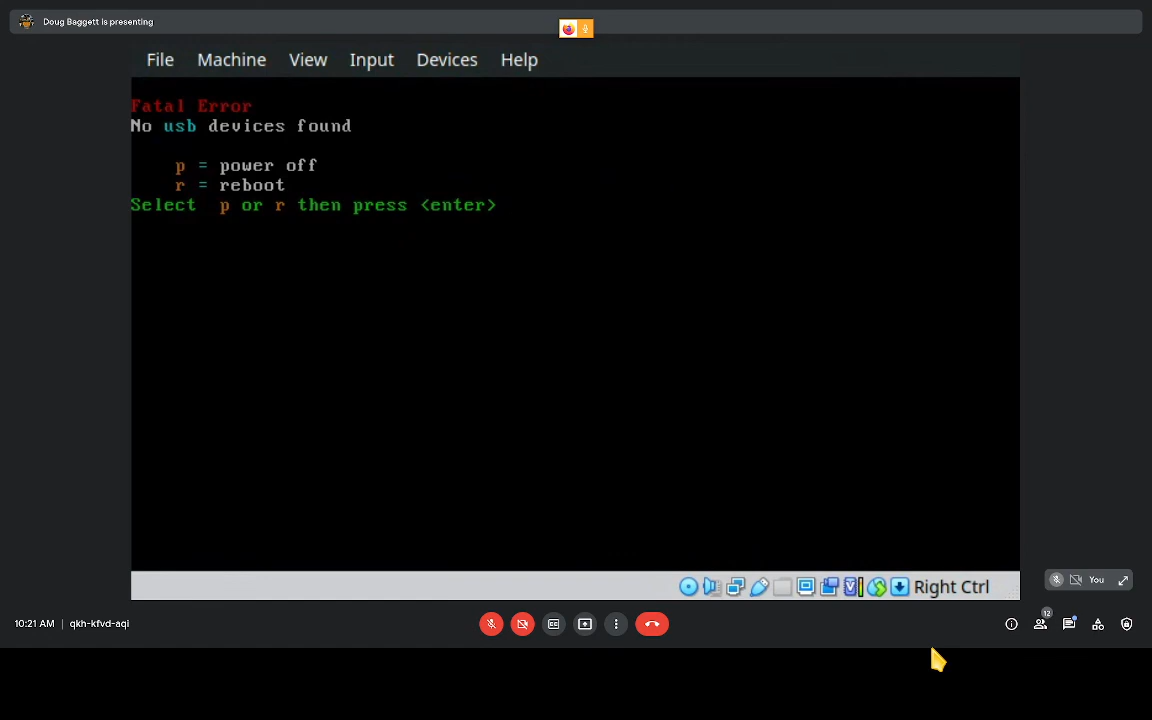 Doug Baggett is presenting
File Machine View Input Devices Help
Fatal Error
No usb devices found
p = power off
r = reboot
Select p or r then press <enter>
Right Ctrl
You
10:21 AM | qkh-kfvd-aqi
12